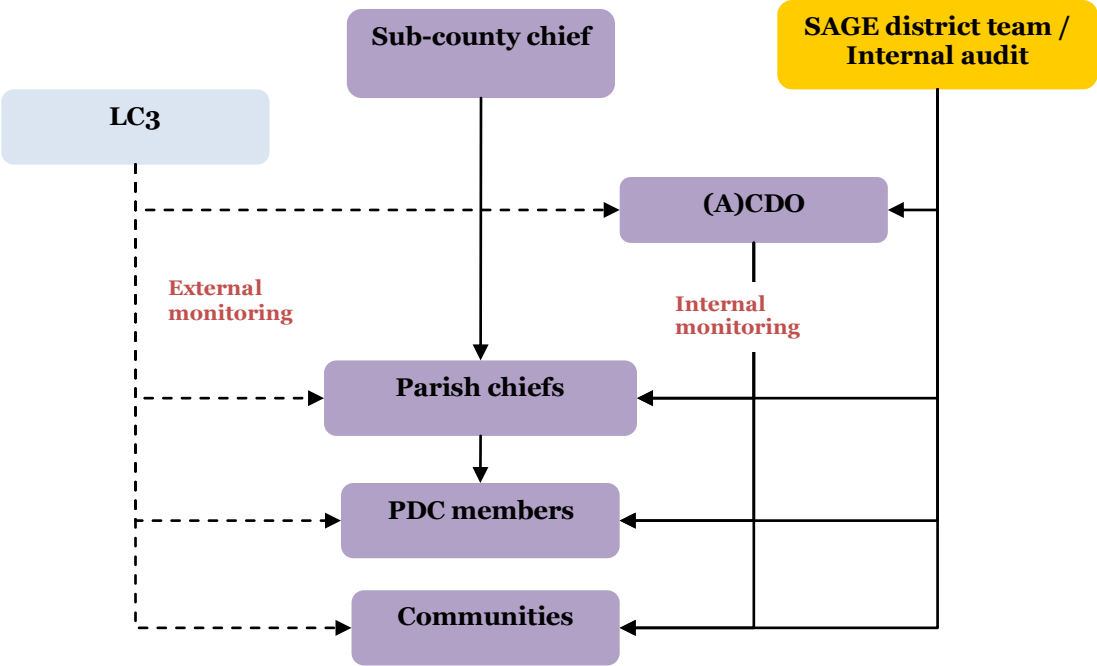 Sub-county chief
SAGE district team /
Internal audit
LC3
(A)CDO
External
monitoring
Internal
monitoring
Parish chiefs
PDC members
Communities